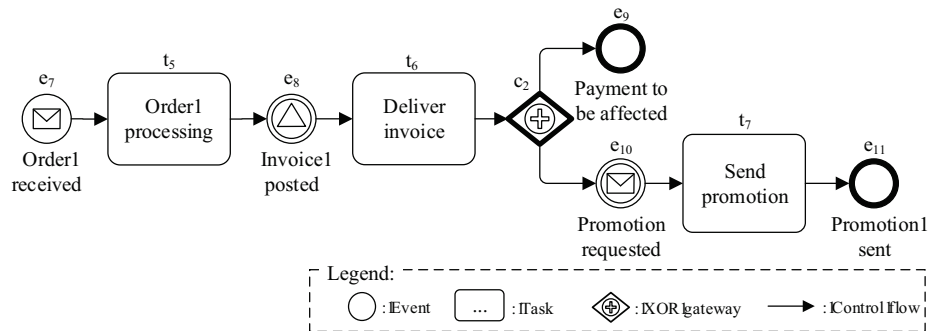 e7
Order1
received
t5
Order1
processing
e8
Invoice1
posted
t6
Deliver
invoice
c2
e9
Payment to
be affected
e10
Promotion
requested
t7
Send
promotion
e11
Promotion1
sent
Legend:
: Event
...
: Task
: XOR gateway
: Control flow